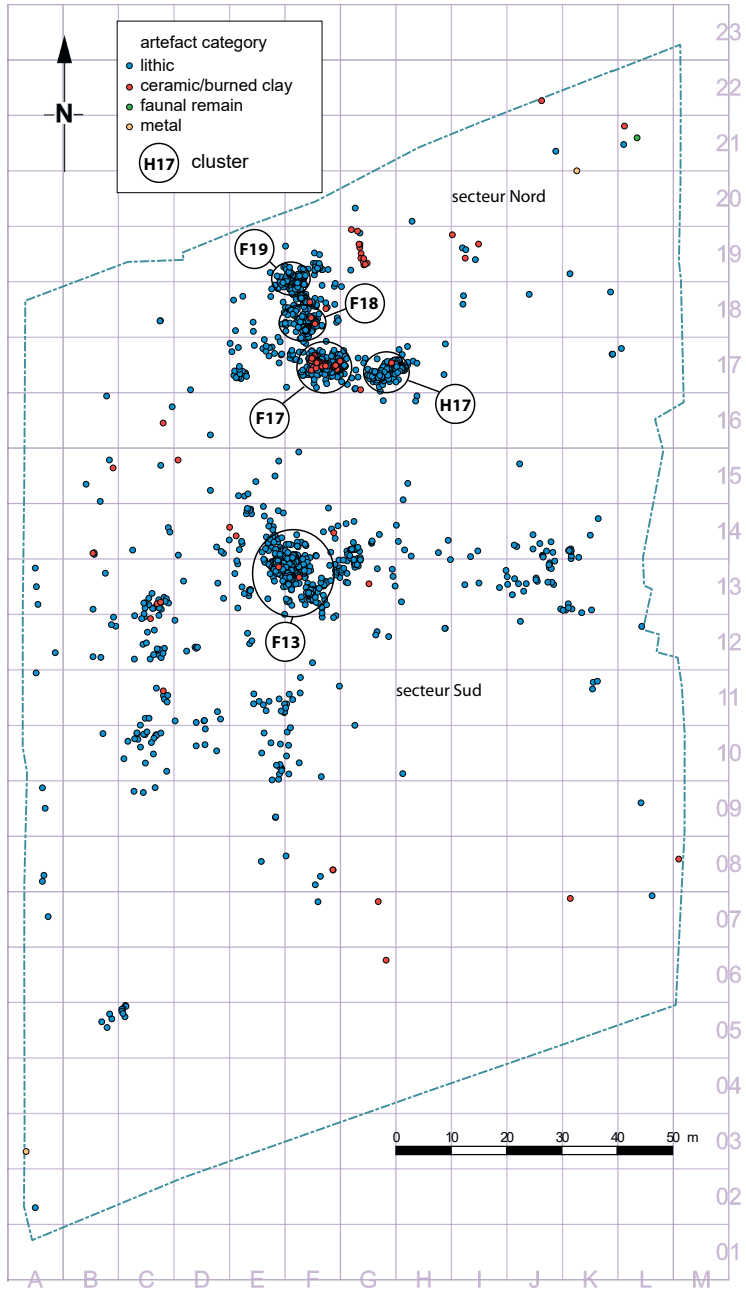 artefact category
lithic
ceramic/burned clay
faunal remain
metal
H17 cluster
N
23
22
21
20
secteur Nord
19
F19
18
F18
17
F17
H17
16
15
14
13
12
F13
11
secteur Sud
10
09
08
07
06
05
04
03
0 10 20 30 40 50 m
02
01
A B C D E F G H I J K L M